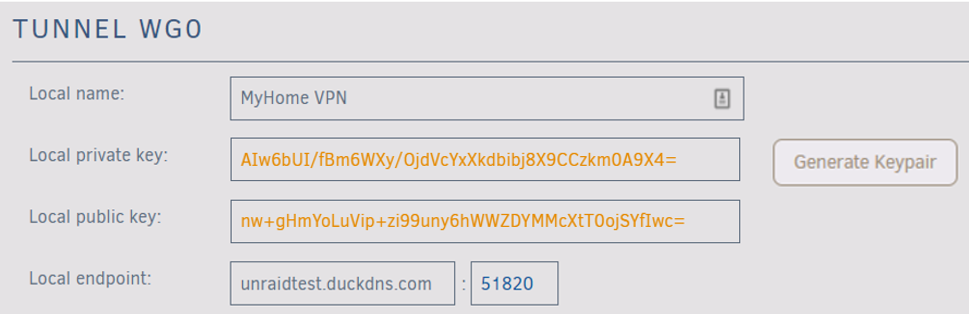 TUNNEL WG0
Local name: MyHome VPN
Local private key: AIw6bUI/fBm6WXy/OjdVcYxXkdbibj8X9CCzkm0A9X4= Generate Keypair
Local public key: nw+gHmYoLuVip+zi99uny6hWWZDYMMcXtT0ojSYfIwc=
Local endpoint: unraidtest.duckdns.com : 51820